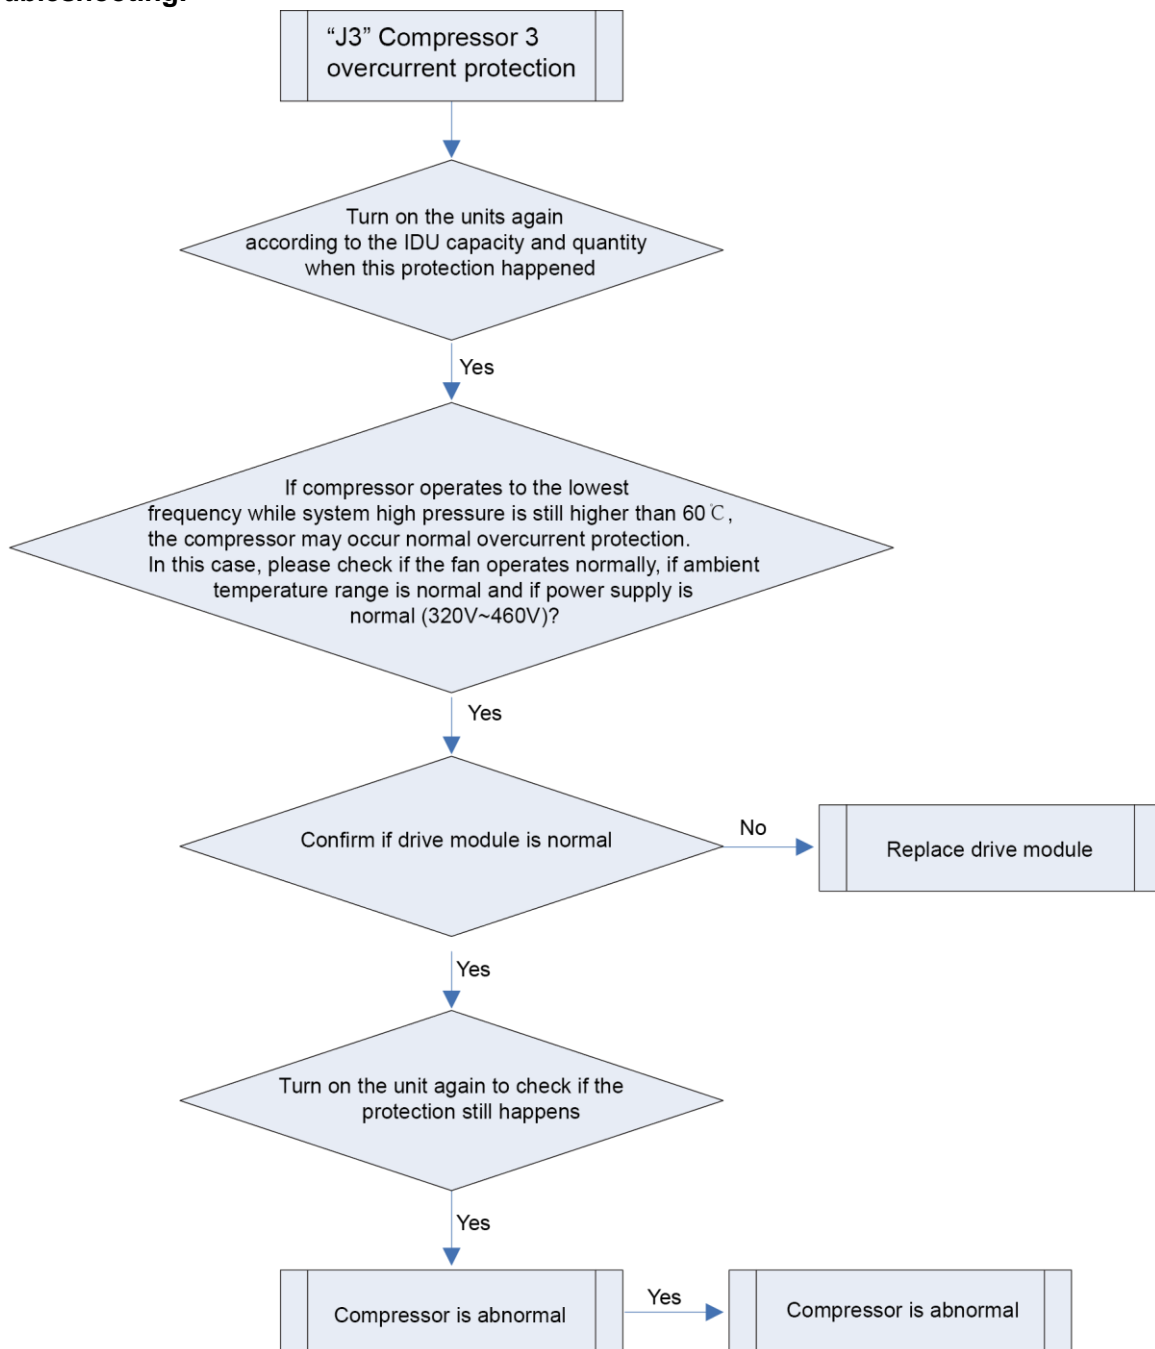 “J3” Compressor 3
overcurrent protection
Turn on the units again
according to the IDU capacity and quantity
when this protection happened
Yes
If compressor operates to the lowest
frequency while system high pressure is still higher than 60℃,
the compressor may occur normal overcurrent protection.
In this case, please check if the fan operates normally, if ambient
temperature range is normal and if power supply is
normal (320V~460V)?
Yes
Confirm if drive module is normal
No
Replace drive module
Yes
Turn on the unit again to check if the
protection still happens
Yes
Compressor is abnormal
Yes
Compressor is abnormal